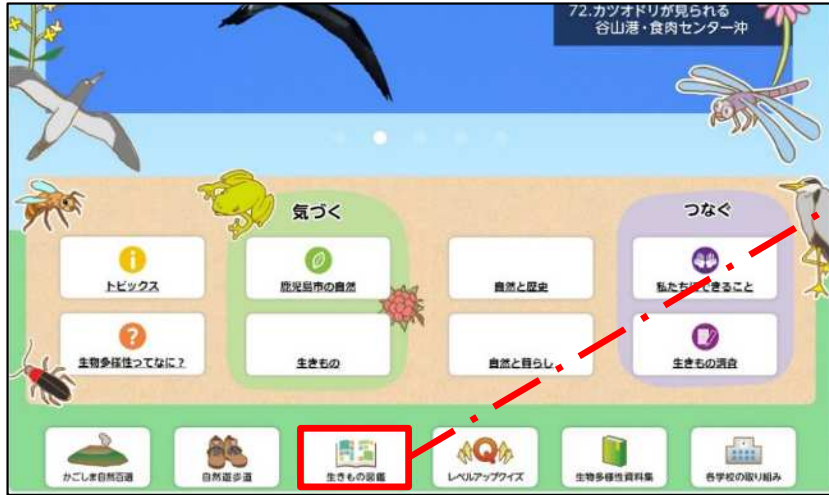 72.カツオドリが見られる
谷山港・食肉センター沖
気づく
つなぐ
トピックス
鹿児島市の自然
自然と歴史
私たちにできること
生物多様性ってなに？
生きもの
自然と暮らし
生きもの調査
かごしま自然百選
自然遊歩道
生きもの図鑑
レベルアップクイズ
生物多様性資料集
各学校の取り組み